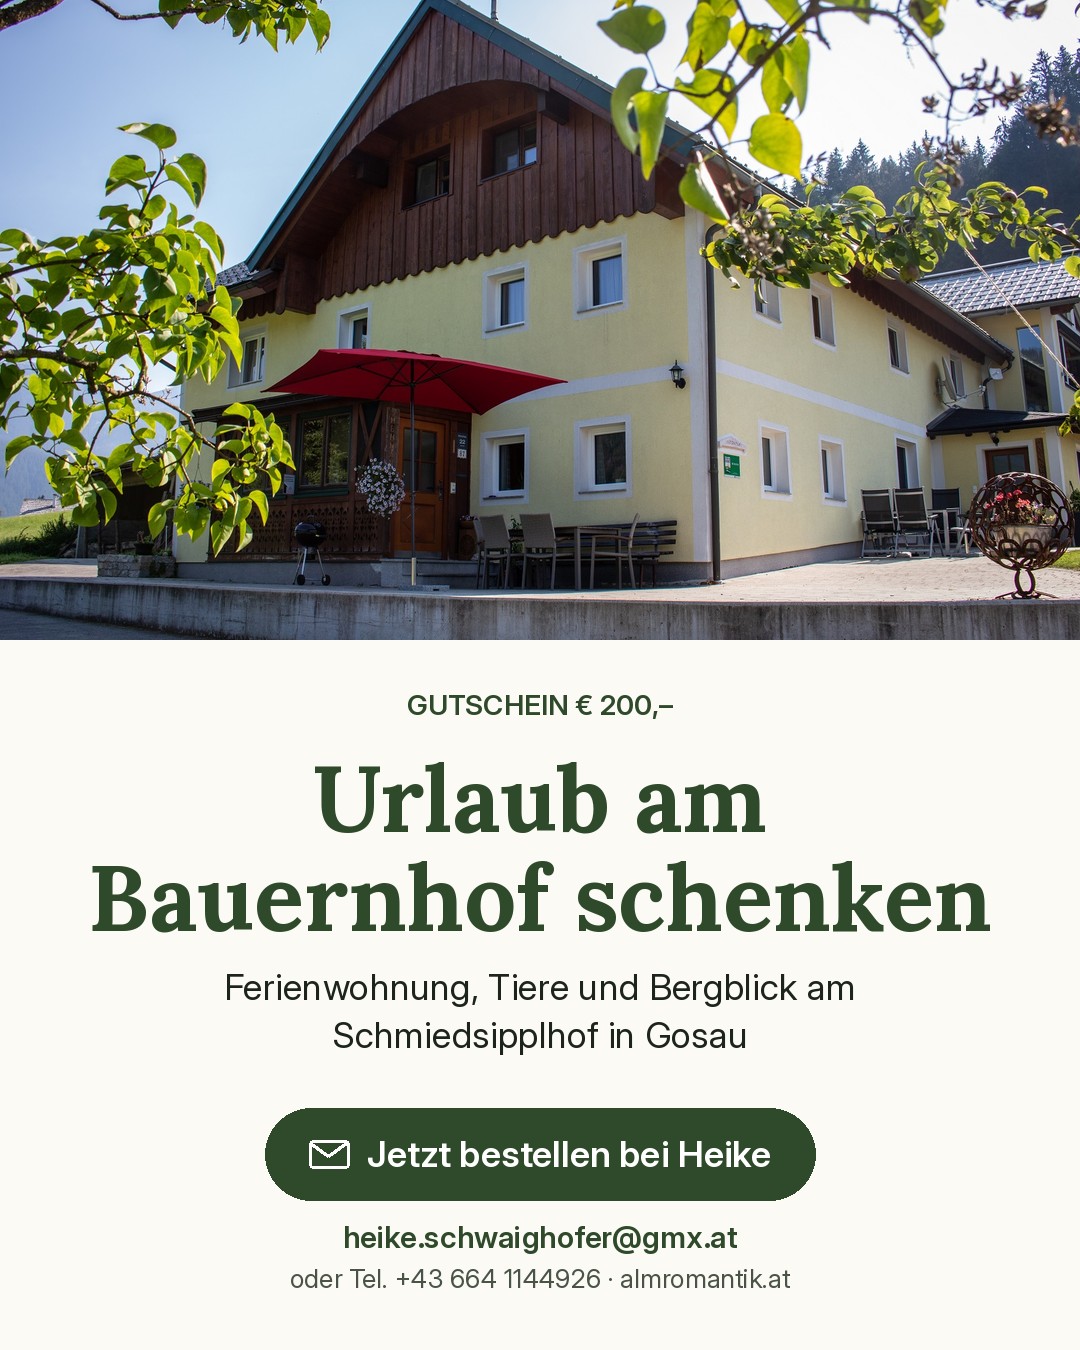 GUTSCHEIN € 200,–
Urlaub am
Bauernhof schenken
Ferienwohnung, Tiere und Bergblick am
Schmiedsipplhof in Gosau
Jetzt bestellen bei Heike
heike.schwaighofer@gmx.at
oder Tel. +43 664 1144926 · almromantik.at